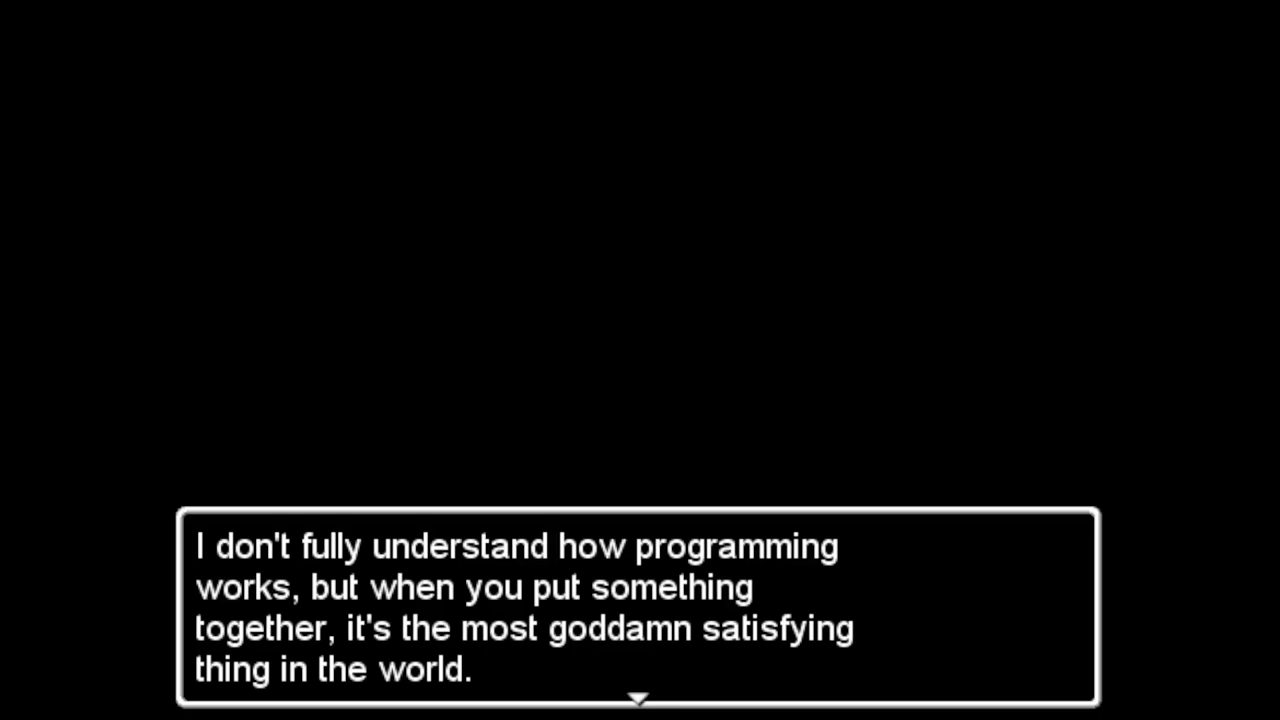 I don't fully understand how programming
works, but when you put something
together, it's the most goddamn satisfying
thing in the world.